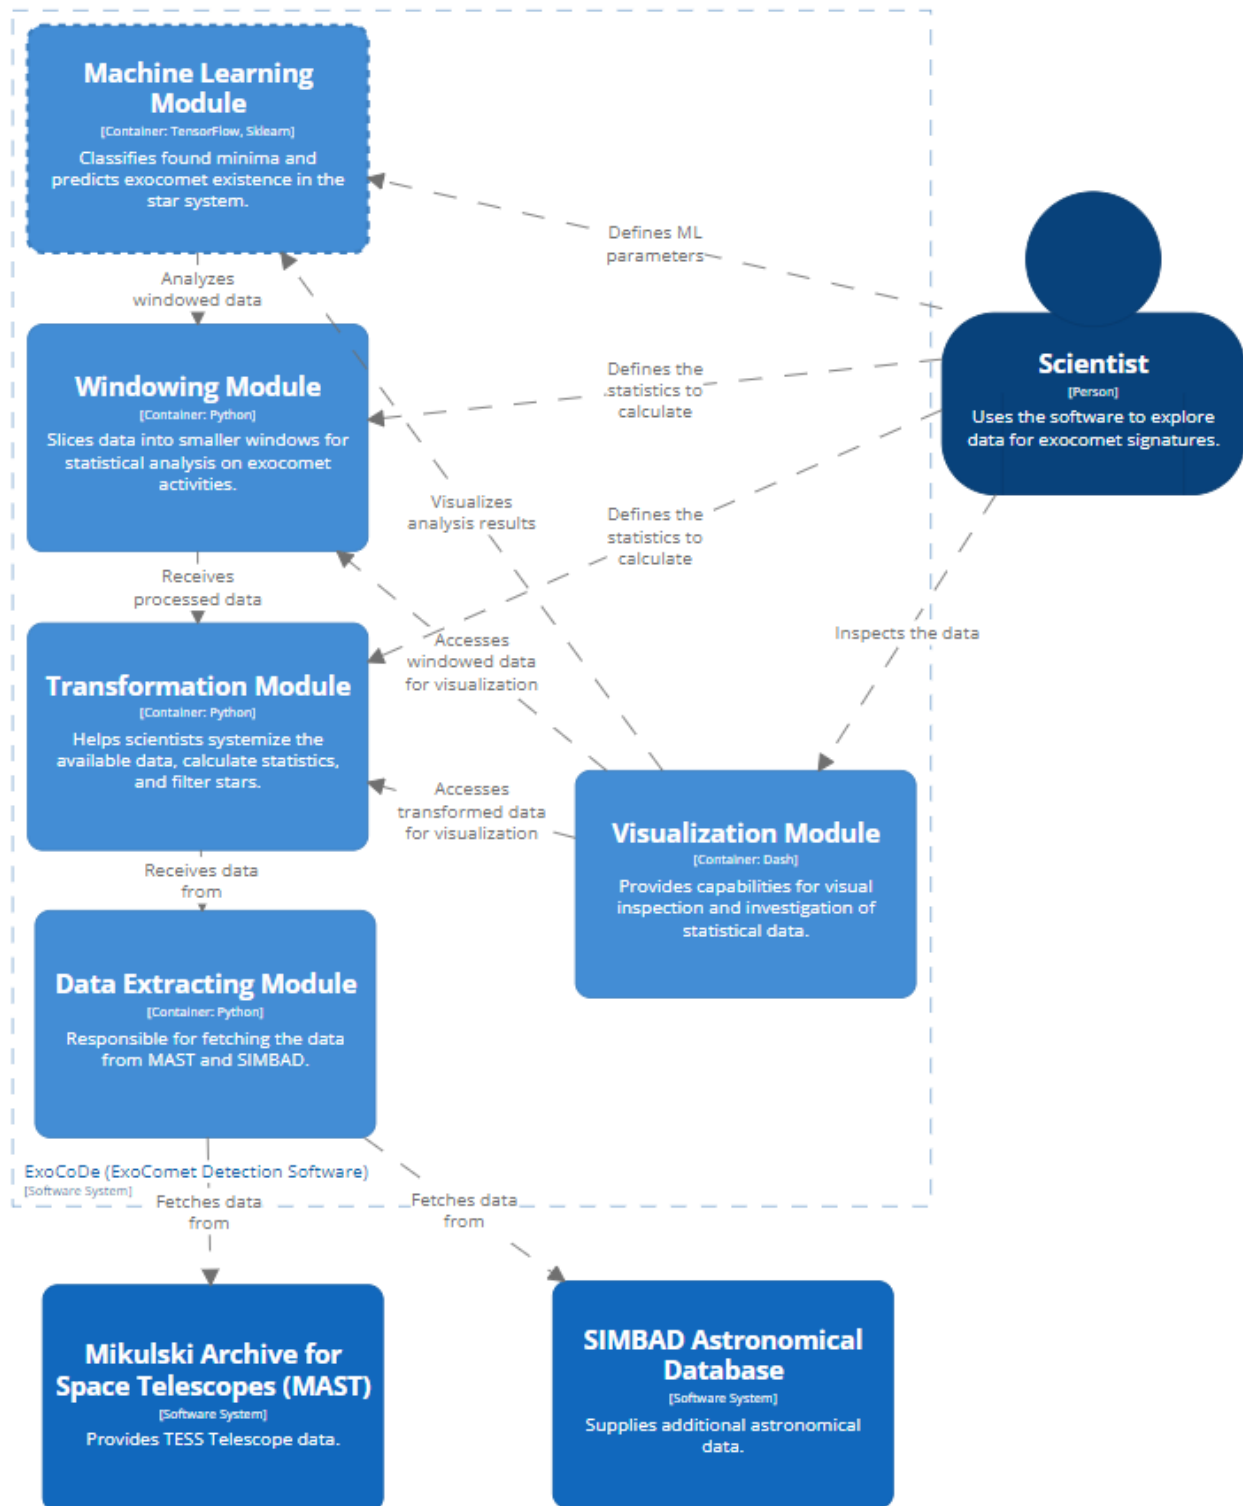 Machine Learning
Module
[Container: TensorFlow, Sklearn]
Classifies found minima and
predicts exocomet existence in the
star system.
Defines ML
parameters
Analyzes
windowed data
Scientist
[Person]
Uses the software to explore
data for exocomet signatures.
Windowing Module
[Container: Python]
Slices data into smaller windows for
statistical analysis on exocomet
activities.
Defines the
statistics to
calculate
Visualizes
analysis results
Defines the
statistics to
calculate
Receives
processed data
Inspects the data
Accesses
windowed data
for visualization
Transformation Module
[Container: Python]
Helps scientists systemize the
available data, calculate statistics,
and filter stars.
Accesses
transformed data
for visualization
Visualization Module
[Container: Dash]
Provides capabilities for visual
inspection and investigation of
statistical data.
Receives data
from
Data Extracting Module
[Container: Python]
Responsible for fetching the data
from MAST and SIMBAD.
ExoCoDe (ExoComet Detection Software)
[Software System]
Fetches data
from
Fetches data
from
Mikulski Archive for
Space Telescopes (MAST)
[Software System]
Provides TESS Telescope data.
SIMBAD Astronomical
Database
[Software System]
Supplies additional astronomical
data.